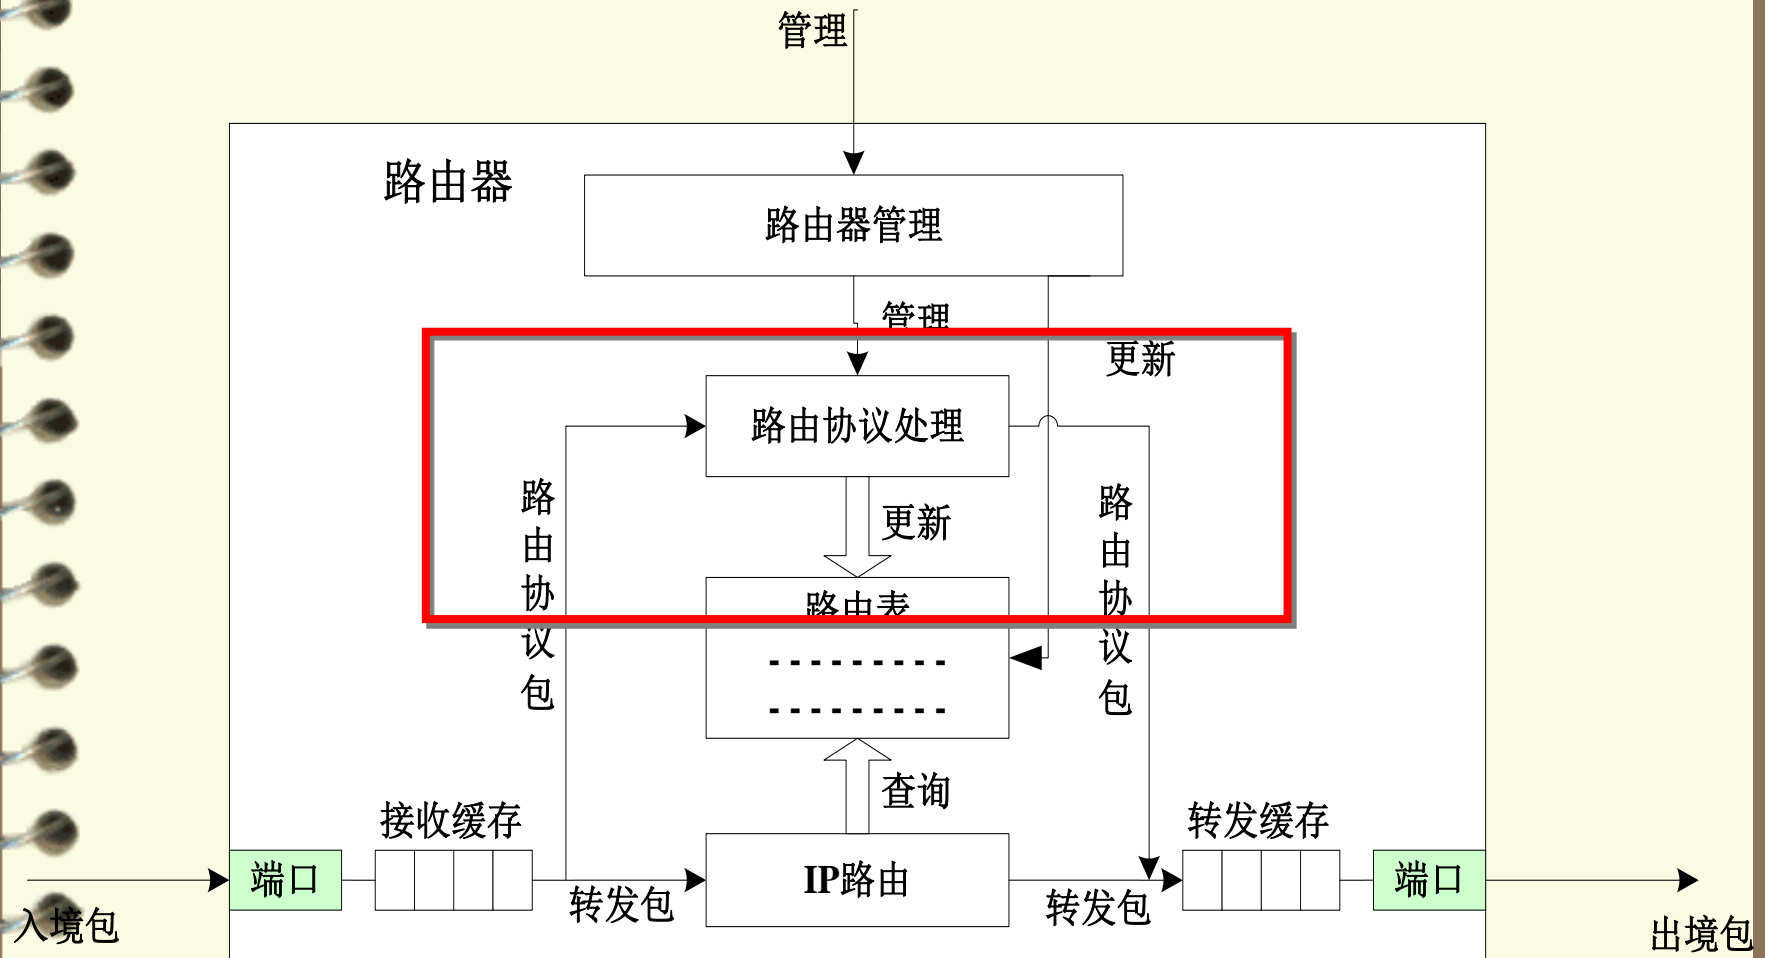 管理
路由器
路由器管理
管理
更新
路由协议处理
路由协议包
更新
路由协议包
路由表
查询
接收缓存
转发缓存
端口
IP路由
端口
转发包
转发包
入境包
出境包